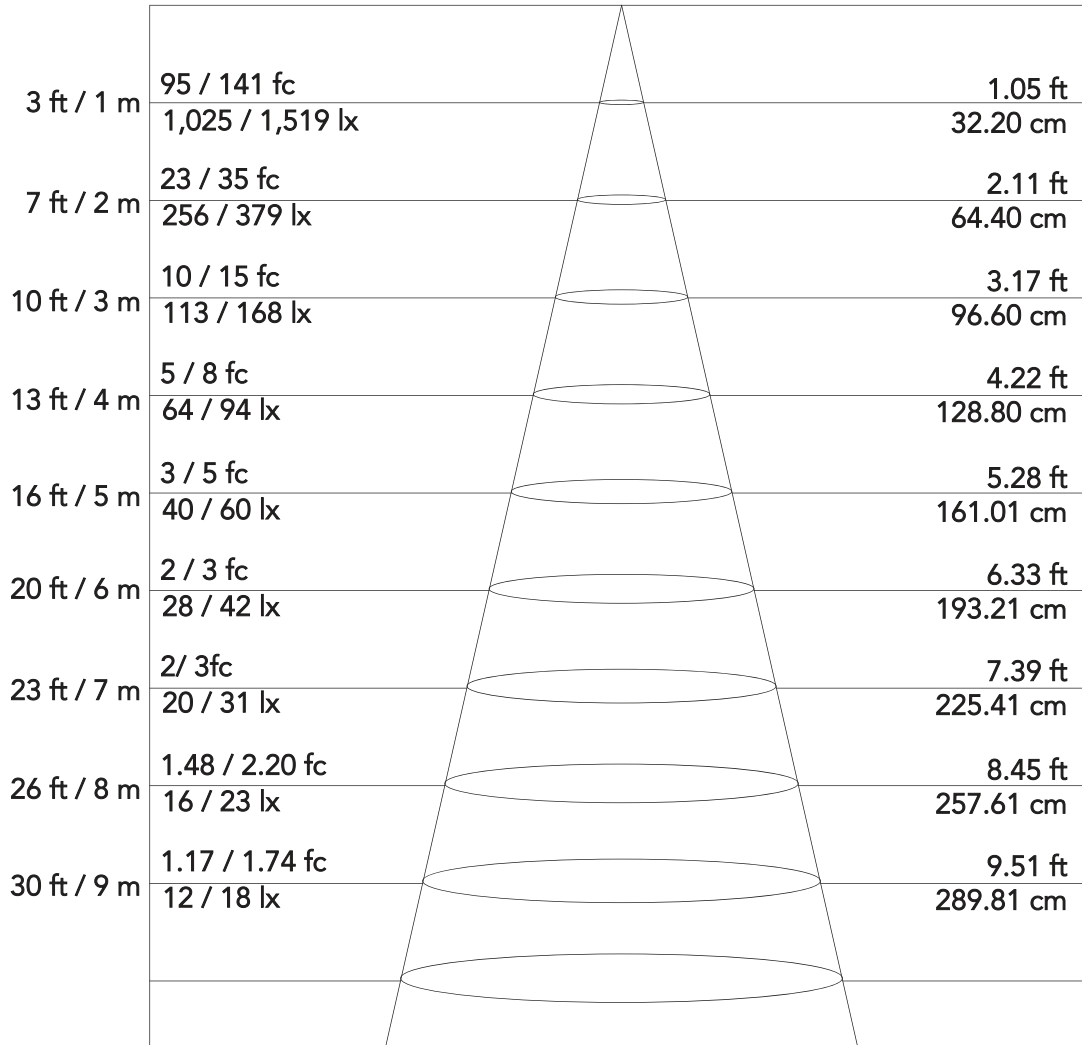 95 / 141 fc
1.05 ft
3 ft / 1 m
1,025 / 1,519 lx
32.20 cm
23 / 35 fc
2.11 ft
7 ft / 2 m
256 / 379 lx
64.40 cm
10 / 15 fc
3.17 ft
10 ft / 3 m
113 / 168 lx
96.60 cm
5 / 8 fc
4.22 ft
13 ft / 4 m
64 / 94 lx
128.80 cm
3 / 5 fc
5.28 ft
16 ft / 5 m
40 / 60 lx
161.01 cm
2 / 3 fc
6.33 ft
20 ft / 6 m
28 / 42 lx
193.21 cm
2/ 3fc
7.39 ft
23 ft / 7 m
20 / 31 lx
225.41 cm
1.48 / 2.20 fc
8.45 ft
26 ft / 8 m
16 / 23 lx
257.61 cm
1.17 / 1.74 fc
9.51 ft
30 ft / 9 m
12 / 18 lx
289.81 cm